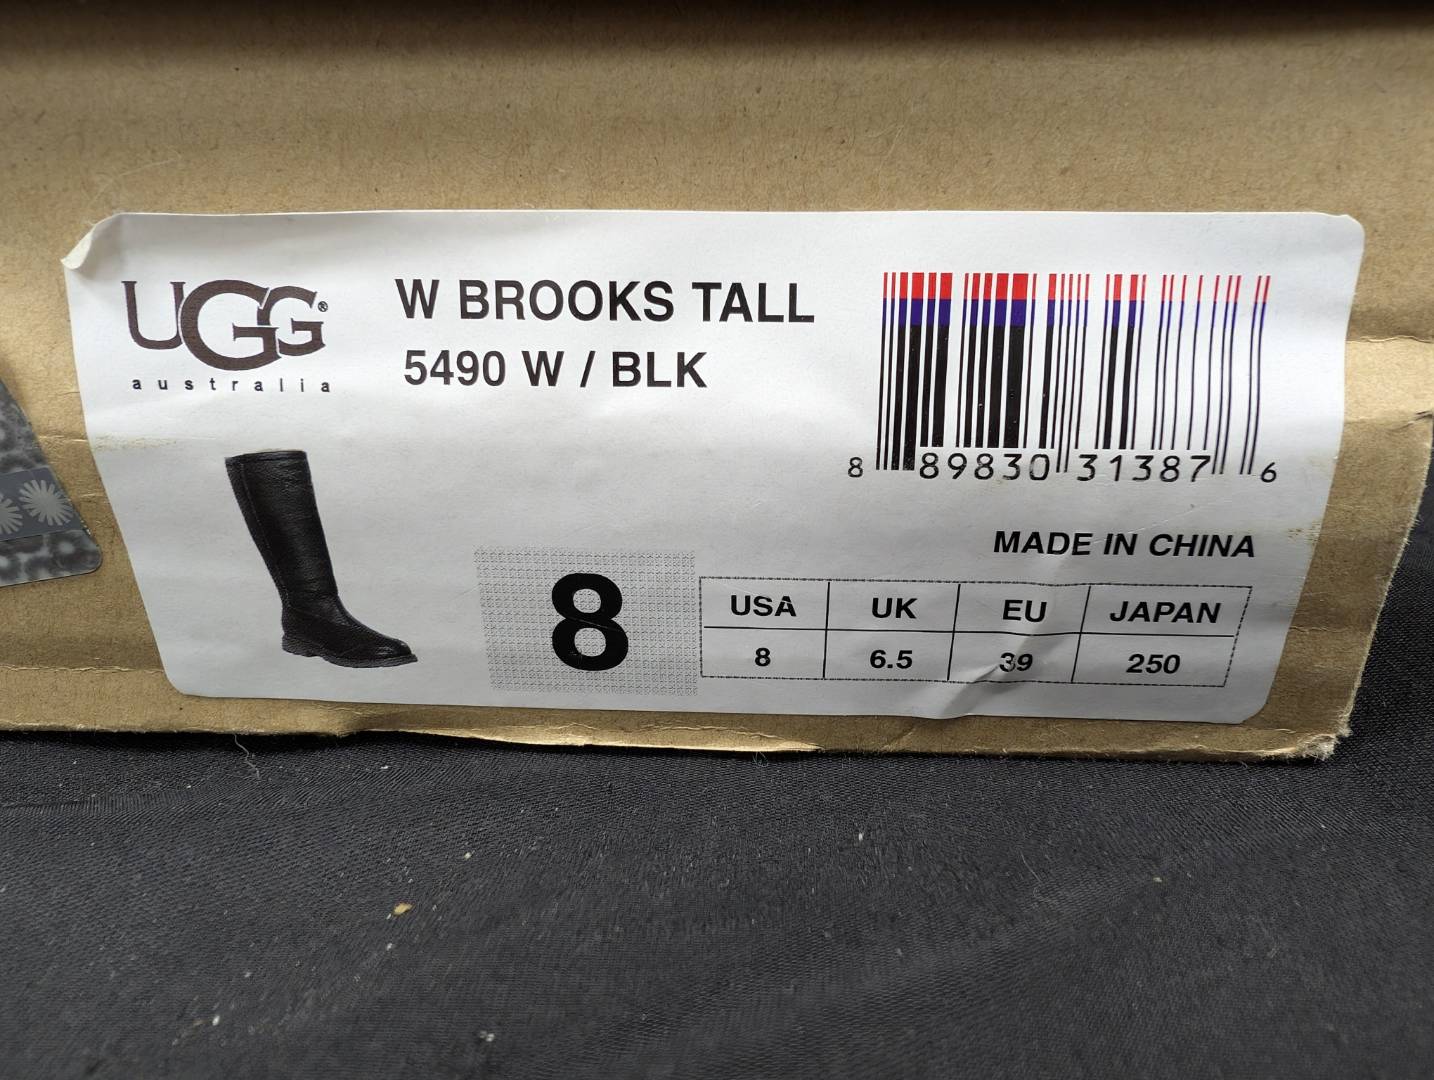 UGG®
australia
W BROOKS TALL
5490 W / BLK
8 89830 31387 6
MADE IN CHINA
8
USA UK EU JAPAN
8 6.5 39 250